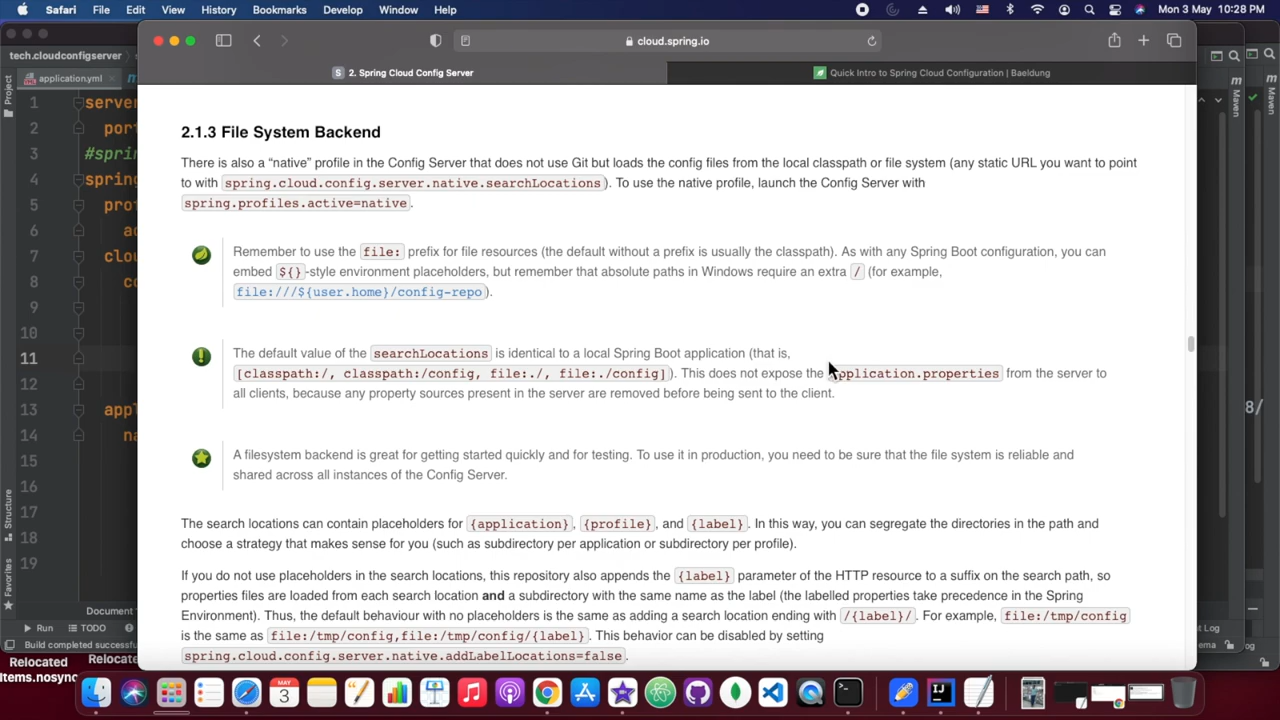 Safari File Edit View History Bookmarks Develop Window Help
Mon 3 May 10:28 PM
tech.cloudconfigserver
cloud.spring.io
application.yml
S 2. Spring Cloud Config Server
Quick Intro to Spring Cloud Configuration | Baeldung
Project
Maven
Maven
1
2
3
4
5
6
7
8
9
10
11
12
13
14
15
16
17
18
19
#spri
8/
Structure
Favorites
2.1.3 File System Backend
There is also a “native” profile in the Config Server that does not use Git but loads the config files from the local classpath or file system (any static URL you want to point
to with spring.cloud.config.server.native.searchLocations). To use the native profile, launch the Config Server with
spring.profiles.active=native.
Remember to use the file: prefix for file resources (the default without a prefix is usually the classpath). As with any Spring Boot configuration, you can
embed ${}-style environment placeholders, but remember that absolute paths in Windows require an extra / (for example,
file:///${user.home}/config-repo).
The default value of the searchLocations is identical to a local Spring Boot application (that is,
[classpath:/, classpath:/config, file:./, file:./config]). This does not expose the application.properties from the server to
all clients, because any property sources present in the server are removed before being sent to the client.
A filesystem backend is great for getting started quickly and for testing. To use it in production, you need to be sure that the file system is reliable and
shared across all instances of the Config Server.
The search locations can contain placeholders for {application}, {profile}, and {label}. In this way, you can segregate the directories in the path and
choose a strategy that makes sense for you (such as subdirectory per application or subdirectory per profile).
If you do not use placeholders in the search locations, this repository also appends the {label} parameter of the HTTP resource to a suffix on the search path, so
properties files are loaded from each search location and a subdirectory with the same name as the label (the labelled properties take precedence in the Spring
Environment). Thus, the default behaviour with no placeholders is the same as adding a search location ending with /{label}/. For example, file:/tmp/config
is the same as file:/tmp/config,file:/tmp/config/{label}. This behavior can be disabled by setting
spring.cloud.config.server.native.addLabelLocations=false.
Document
Run TODO
Build completed successfu
Relocated
Items.nosync
Relocate
t Log
MAY
3